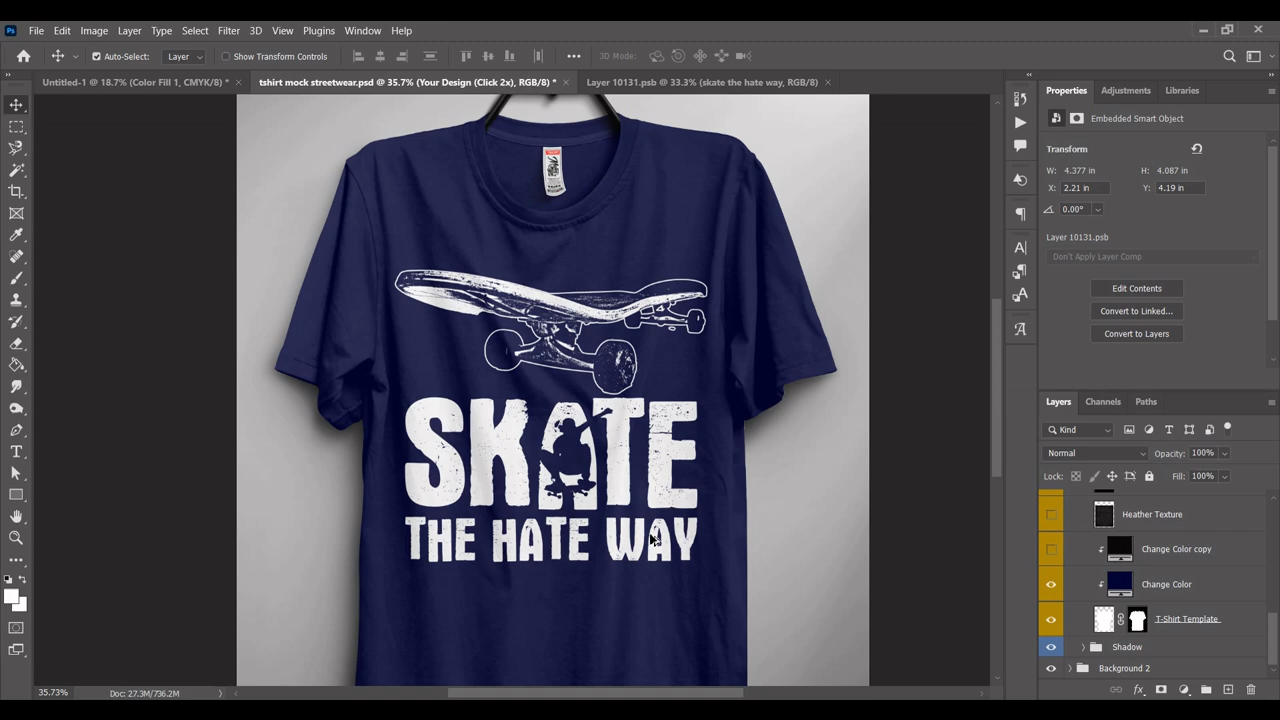 Ps File Edit Image Layer Type Select Filter 3D View Plugins Window Help
Auto-Select: Layer Show Transform Controls 3D Mode:
Untitled-1 @ 18.7% (Color Fill 1, CMYK/8) * × tshirt mock streetwear.psd @ 35.7% (Your Design (Click 2x), RGB/8) * × Layer 10131.psb @ 33.3% (skate the hate way, RGB/8) ×
SKATE
THE HATE WAY
Properties Adjustments Libraries
Embedded Smart Object
Transform
W: 4.377 in H: 4.087 in
X: 2.21 in Y: 4.19 in
0.00°
Layer 10131.psb
Don't Apply Layer Comp
Edit Contents
Convert to Linked...
Convert to Layers
Layers Channels Paths
Kind
Normal Opacity: 100%
Lock: Fill: 100%
Heather Texture
Change Color copy
Change Color
T-Shirt Template
Shadow
Background 2
35.73% Doc: 27.3M/736.2M